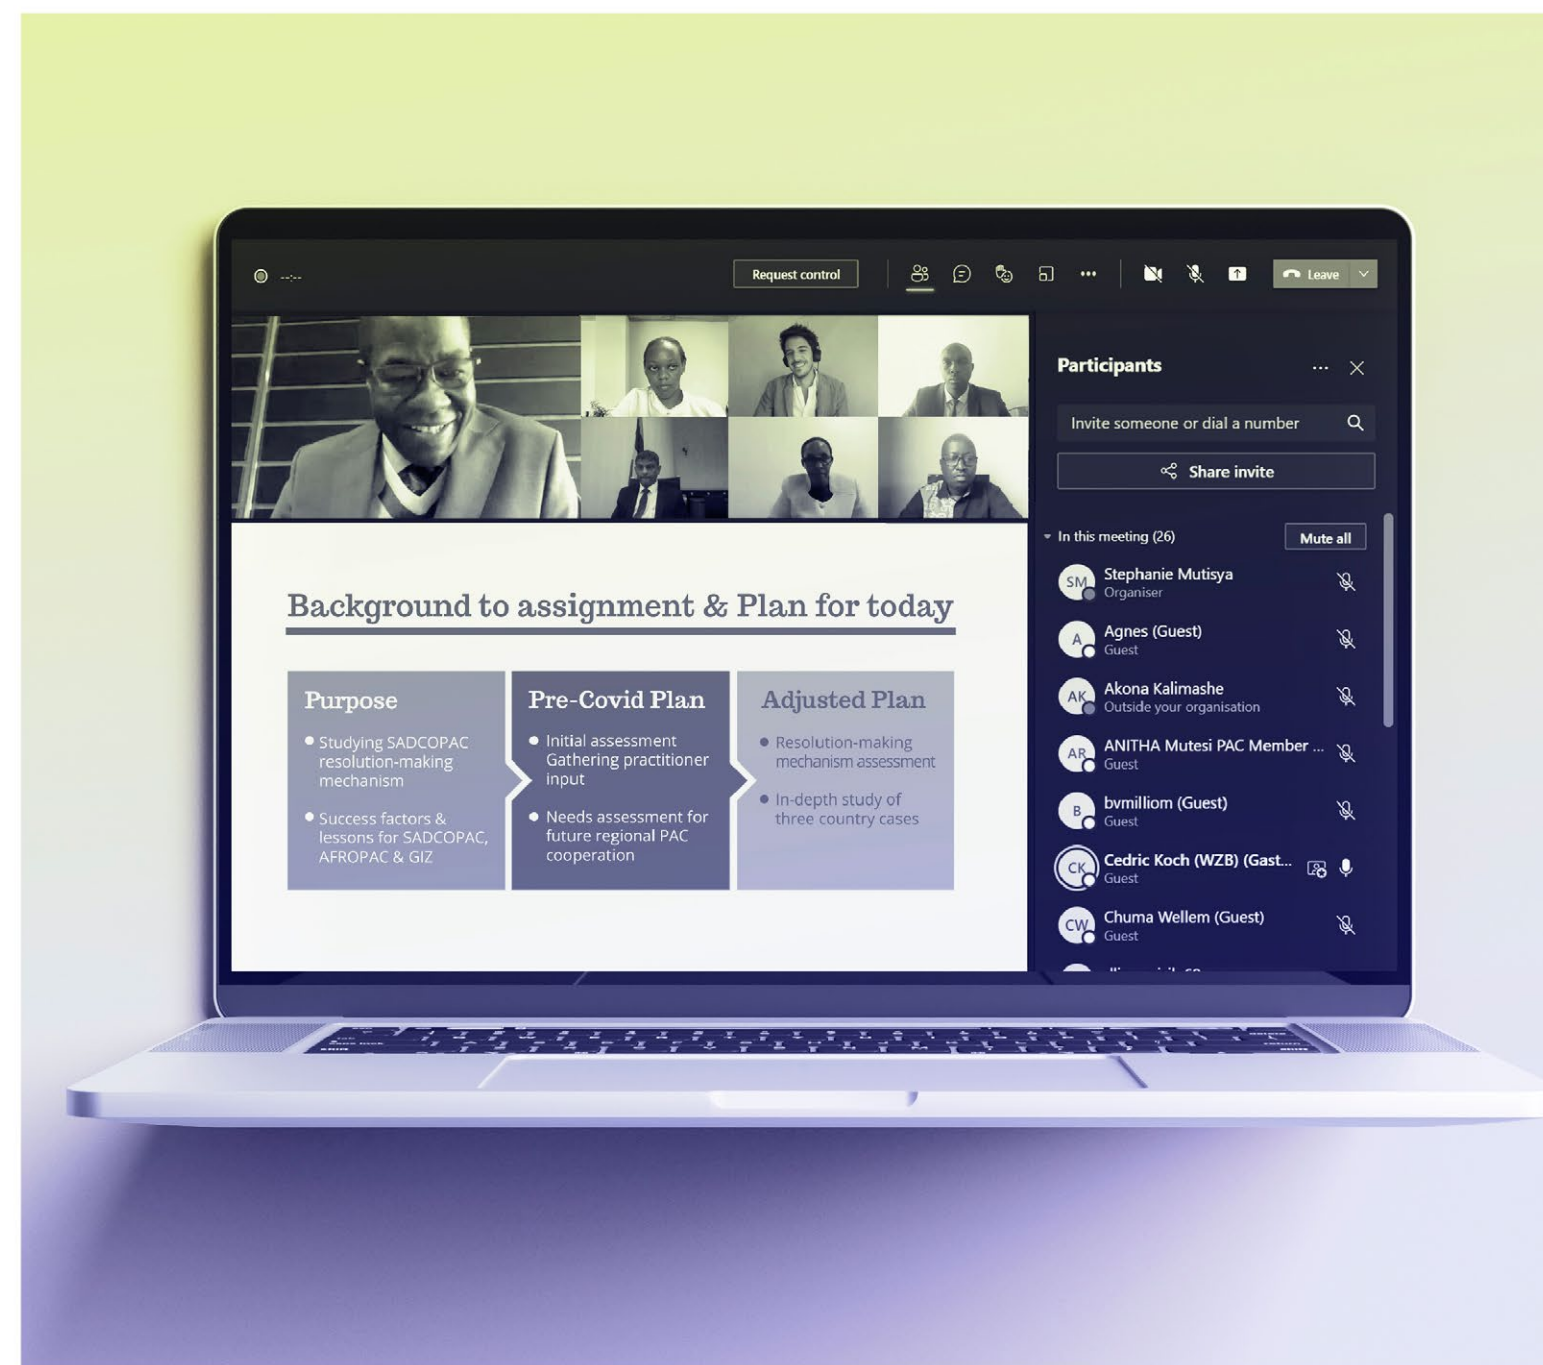 --:--
Request control
Leave
Participants
Invite someone or dial a number
Share invite
In this meeting (26)
Mute all
SM
Stephanie Mutisya
Organiser
A
Agnes (Guest)
Guest
AK
Akona Kalimashe
Outside your organisation
AR
ANITHA Mutesi PAC Member ...
Guest
B
bvmilliom (Guest)
Guest
CK
Cedric Koch (WZB) (Gast...
Guest
CW
Chuma Wellem (Guest)
Guest
Background to assignment & Plan for today
Purpose
Studying SADCOPAC
resolution-making
mechanism
Success factors &
lessons for SADCOPAC,
AFROPAC & GIZ
Pre-Covid Plan
Initial assessment
Gathering practitioner
input
Needs assessment for
future regional PAC
cooperation
Adjusted Plan
Resolution-making
mechanism assessment
In-depth study of
three country cases